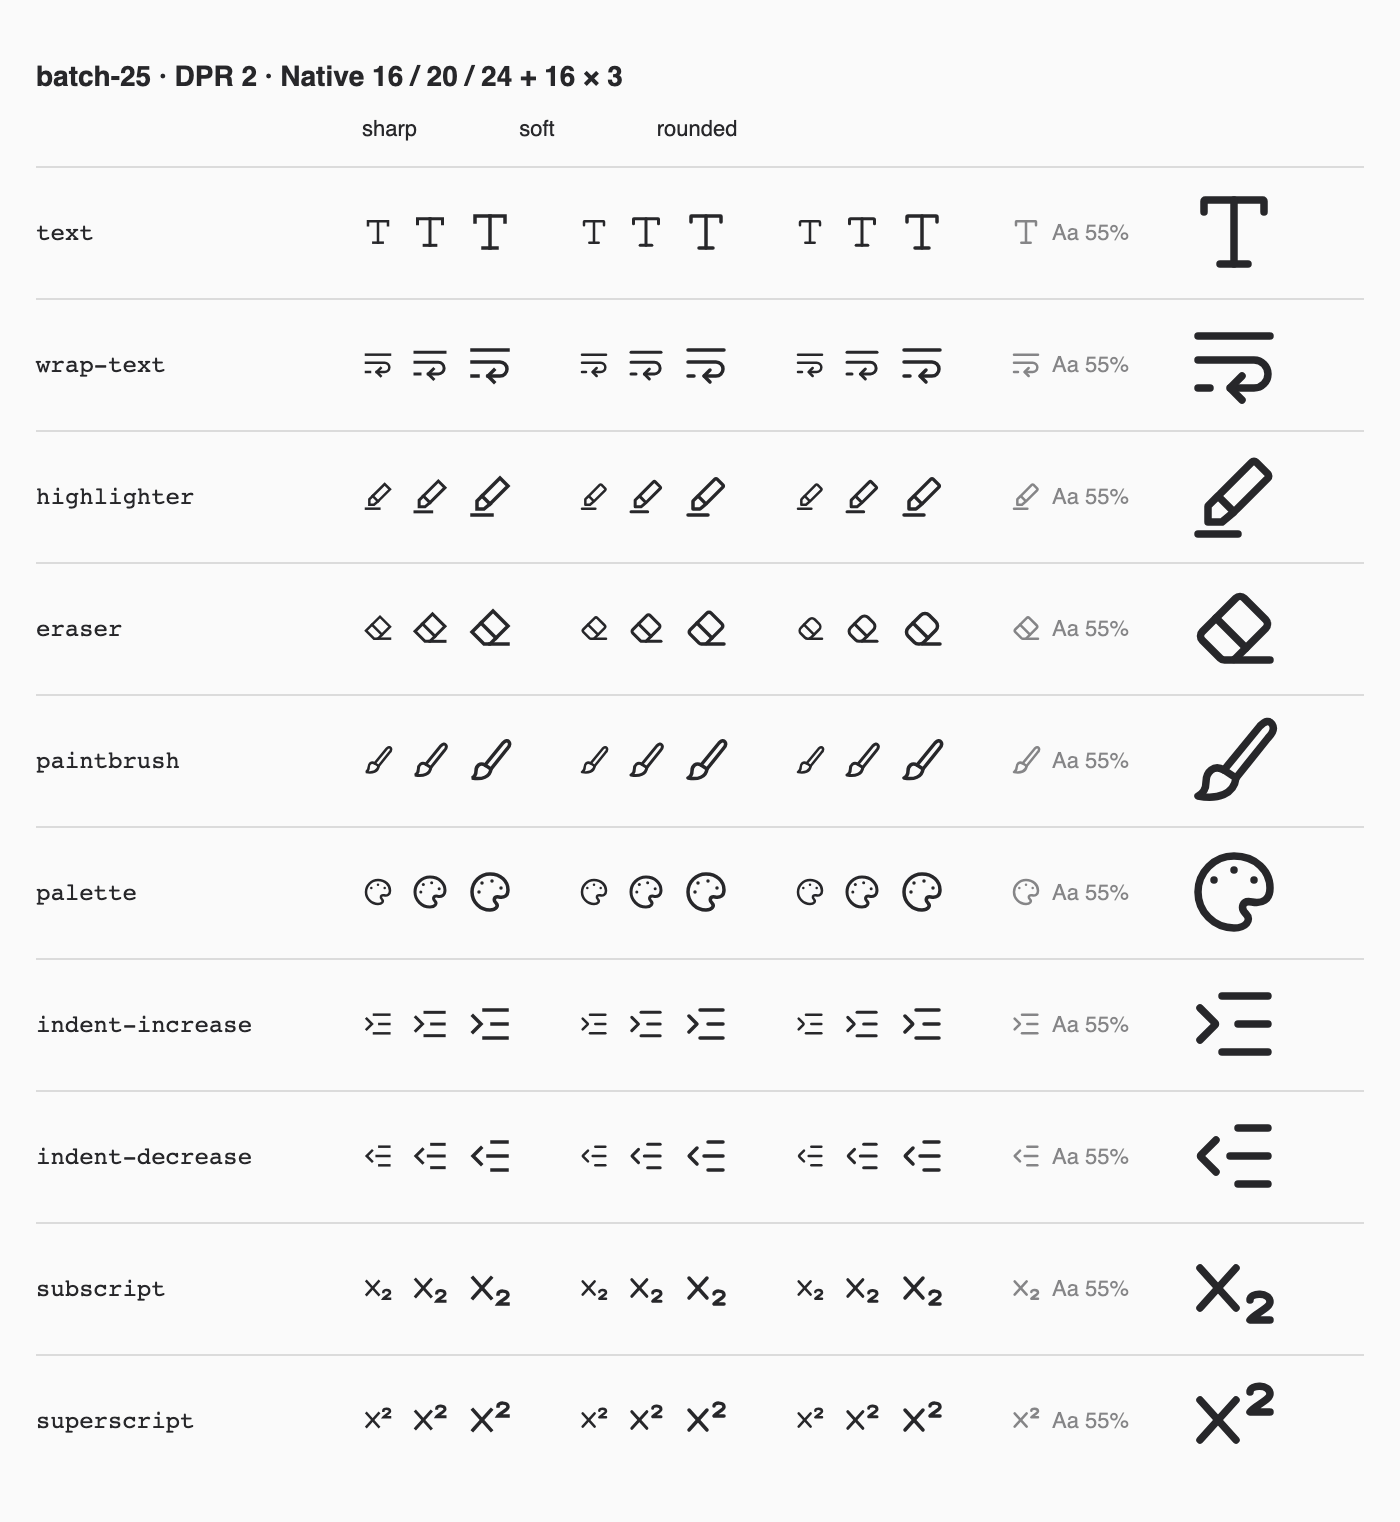 batch-25 · DPR 2 · Native 16 / 20 / 24 + 16 × 3
sharp soft rounded
text Aa 55%
wrap-text Aa 55%
highlighter Aa 55%
eraser Aa 55%
paintbrush Aa 55%
palette Aa 55%
indent-increase Aa 55%
indent-decrease Aa 55%
subscript Aa 55%
superscript Aa 55%